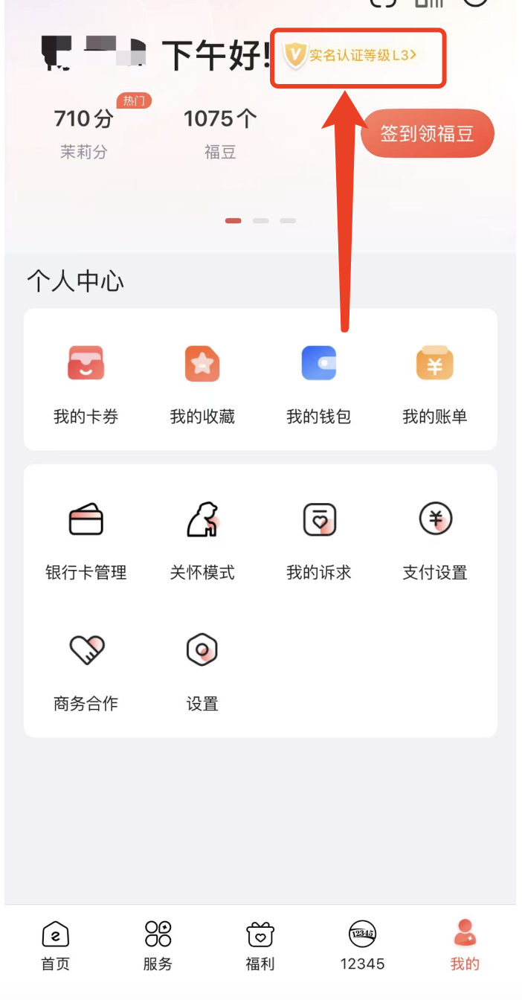 下午好!
实名认证等级L3>
热门
710分
1075个
茉莉分
福豆
签到领福豆
个人中心
我的卡券
我的收藏
我的钱包
我的账单
银行卡管理
关怀模式
我的诉求
支付设置
商务合作
设置
12345
首页
服务
福利
12345
我的